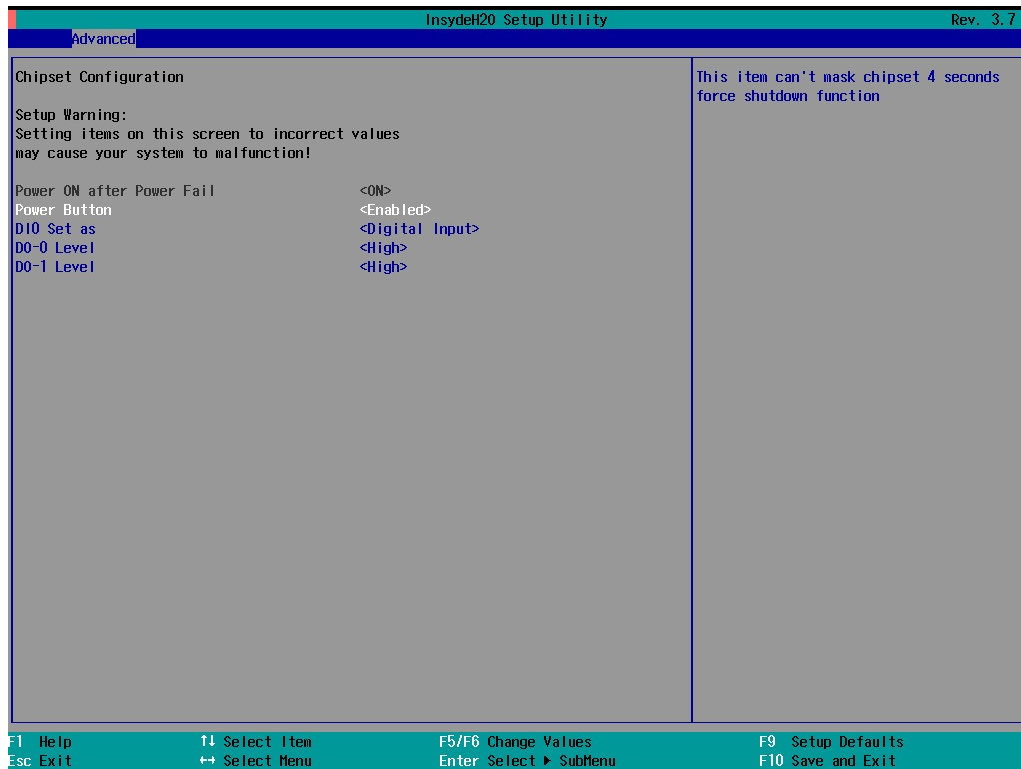 InsydeH20 Setup Utility Rev. 3.7
Advanced
Chipset Configuration
Setup Warning:
Setting items on this screen to incorrect values
may cause your system to malfunction!
Power ON after Power Fail <ON>
Power Button <Enabled>
DIO Set as <Digital Input>
DO-0 Level <High>
DO-1 Level <High>
This item can't mask chipset 4 seconds
force shutdown function
F1 Help ↑↓ Select Item F5/F6 Change Values F9 Setup Defaults
Esc Exit ↔ Select Menu Enter Select ▶ SubMenu F10 Save and Exit